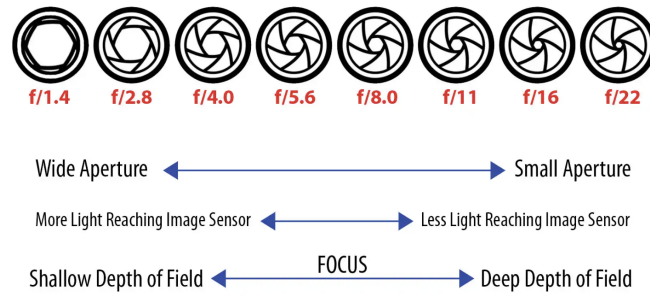 f/1.4 f/2.8 f/4.0 f/5.6 f/8.0 f/11 f/16 f/22
Wide Aperture Small Aperture
More Light Reaching Image Sensor Less Light Reaching Image Sensor
FOCUS
Shallow Depth of Field Deep Depth of Field